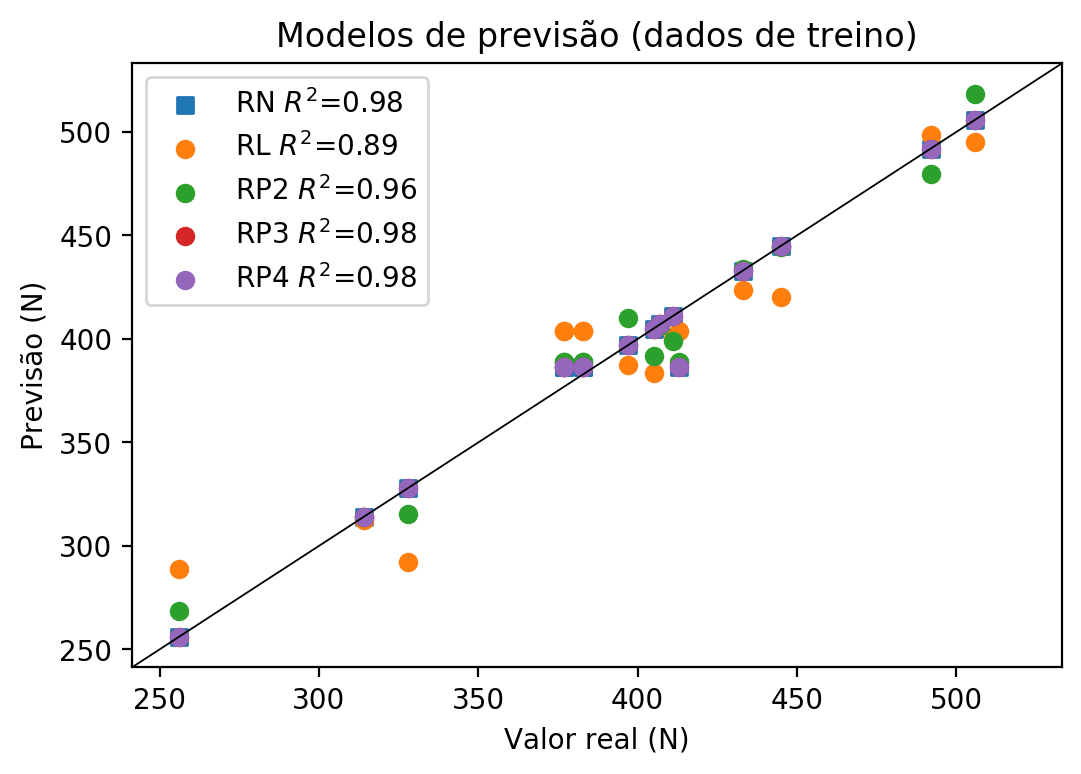 Modelos de previsão (dados de treino)
RN R²=0.98
RL R²=0.89
RP2 R²=0.96
RP3 R²=0.98
RP4 R²=0.98
500
450
400
350
300
250
Previsão (N)
250 300 350 400 450 500
Valor real (N)